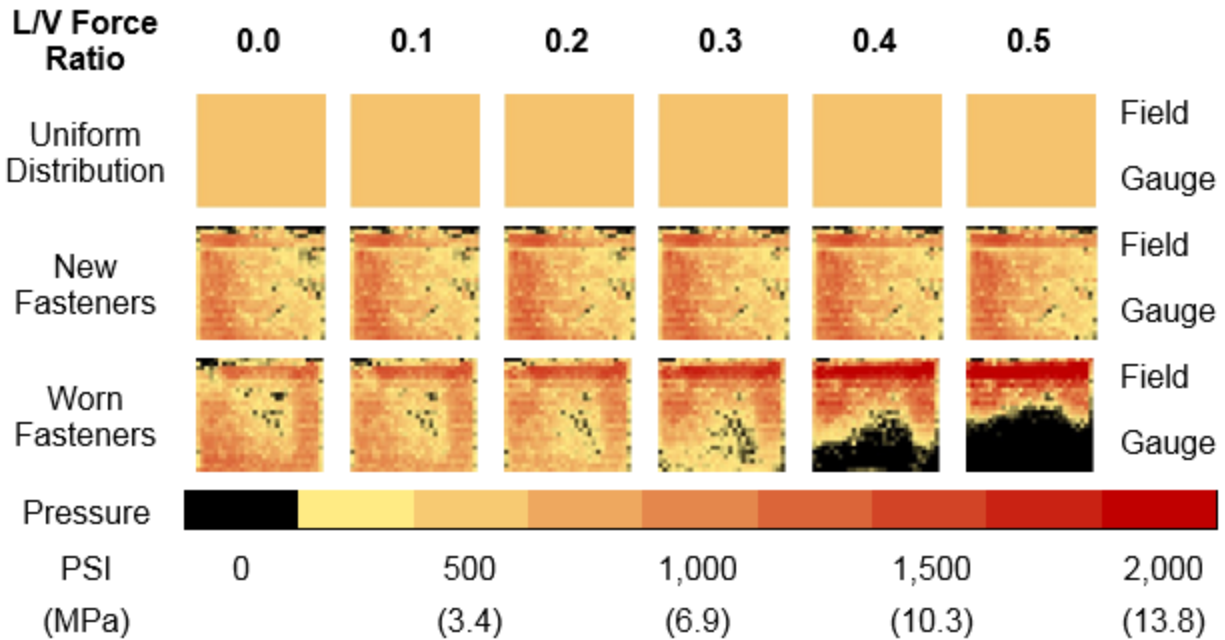 L/V Force Ratio 0.0 0.1 0.2 0.3 0.4 0.5
Uniform Distribution Field
Gauge
New Fasteners Field
Gauge
Worn Fasteners Field
Gauge
Pressure
PSI 0 500 1,000 1,500 2,000
(MPa) (3.4) (6.9) (10.3) (13.8)